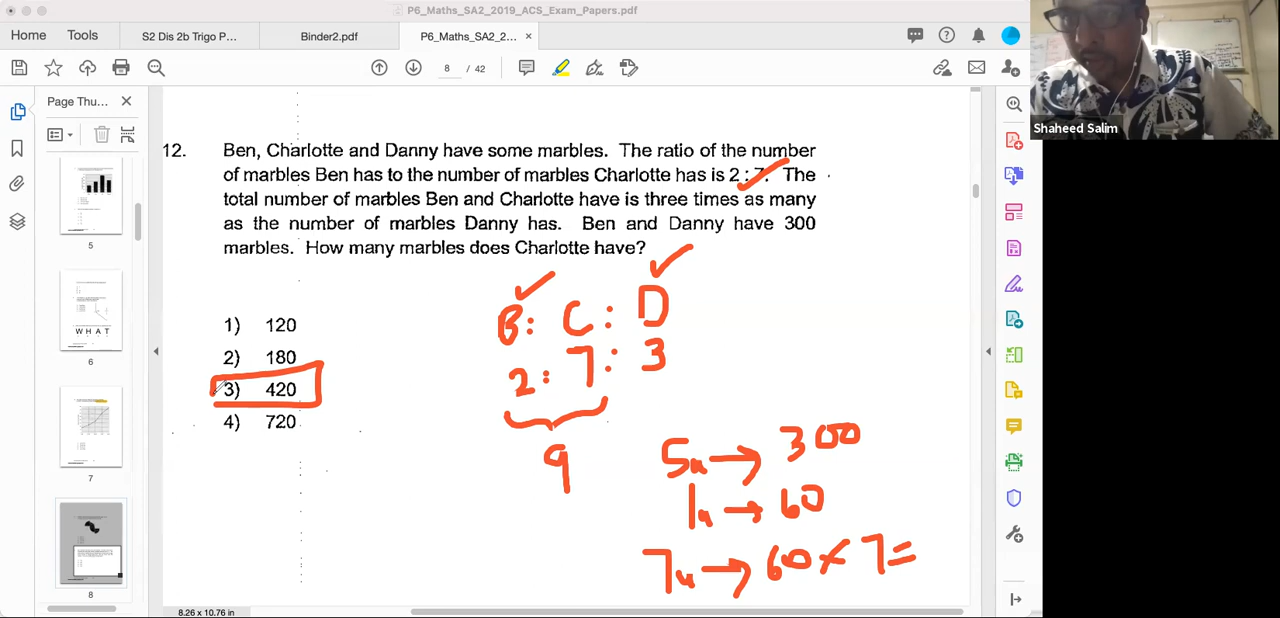 P6_Maths_SA2_2019_ACS_Exam_Papers.pdf
Home Tools S2 Dis 2b Trigo P... Binder2.pdf P6_Maths_SA2_2... ×
8 / 42
Page Thu... ×
5
WHAT
6
7
8
12. Ben, Charlotte and Danny have some marbles. The ratio of the number
of marbles Ben has to the number of marbles Charlotte has is 2 : 7. The
total number of marbles Ben and Charlotte have is three times as many
as the number of marbles Danny has. Ben and Danny have 300
marbles. How many marbles does Charlotte have?
1) 120
2) 180
3) 420
4) 720
B: C: D
2: 7: 3
9
5u → 300
1u → 60
7u → 60 × 7 =
8.26 x 10.76 in
Shaheed Salim